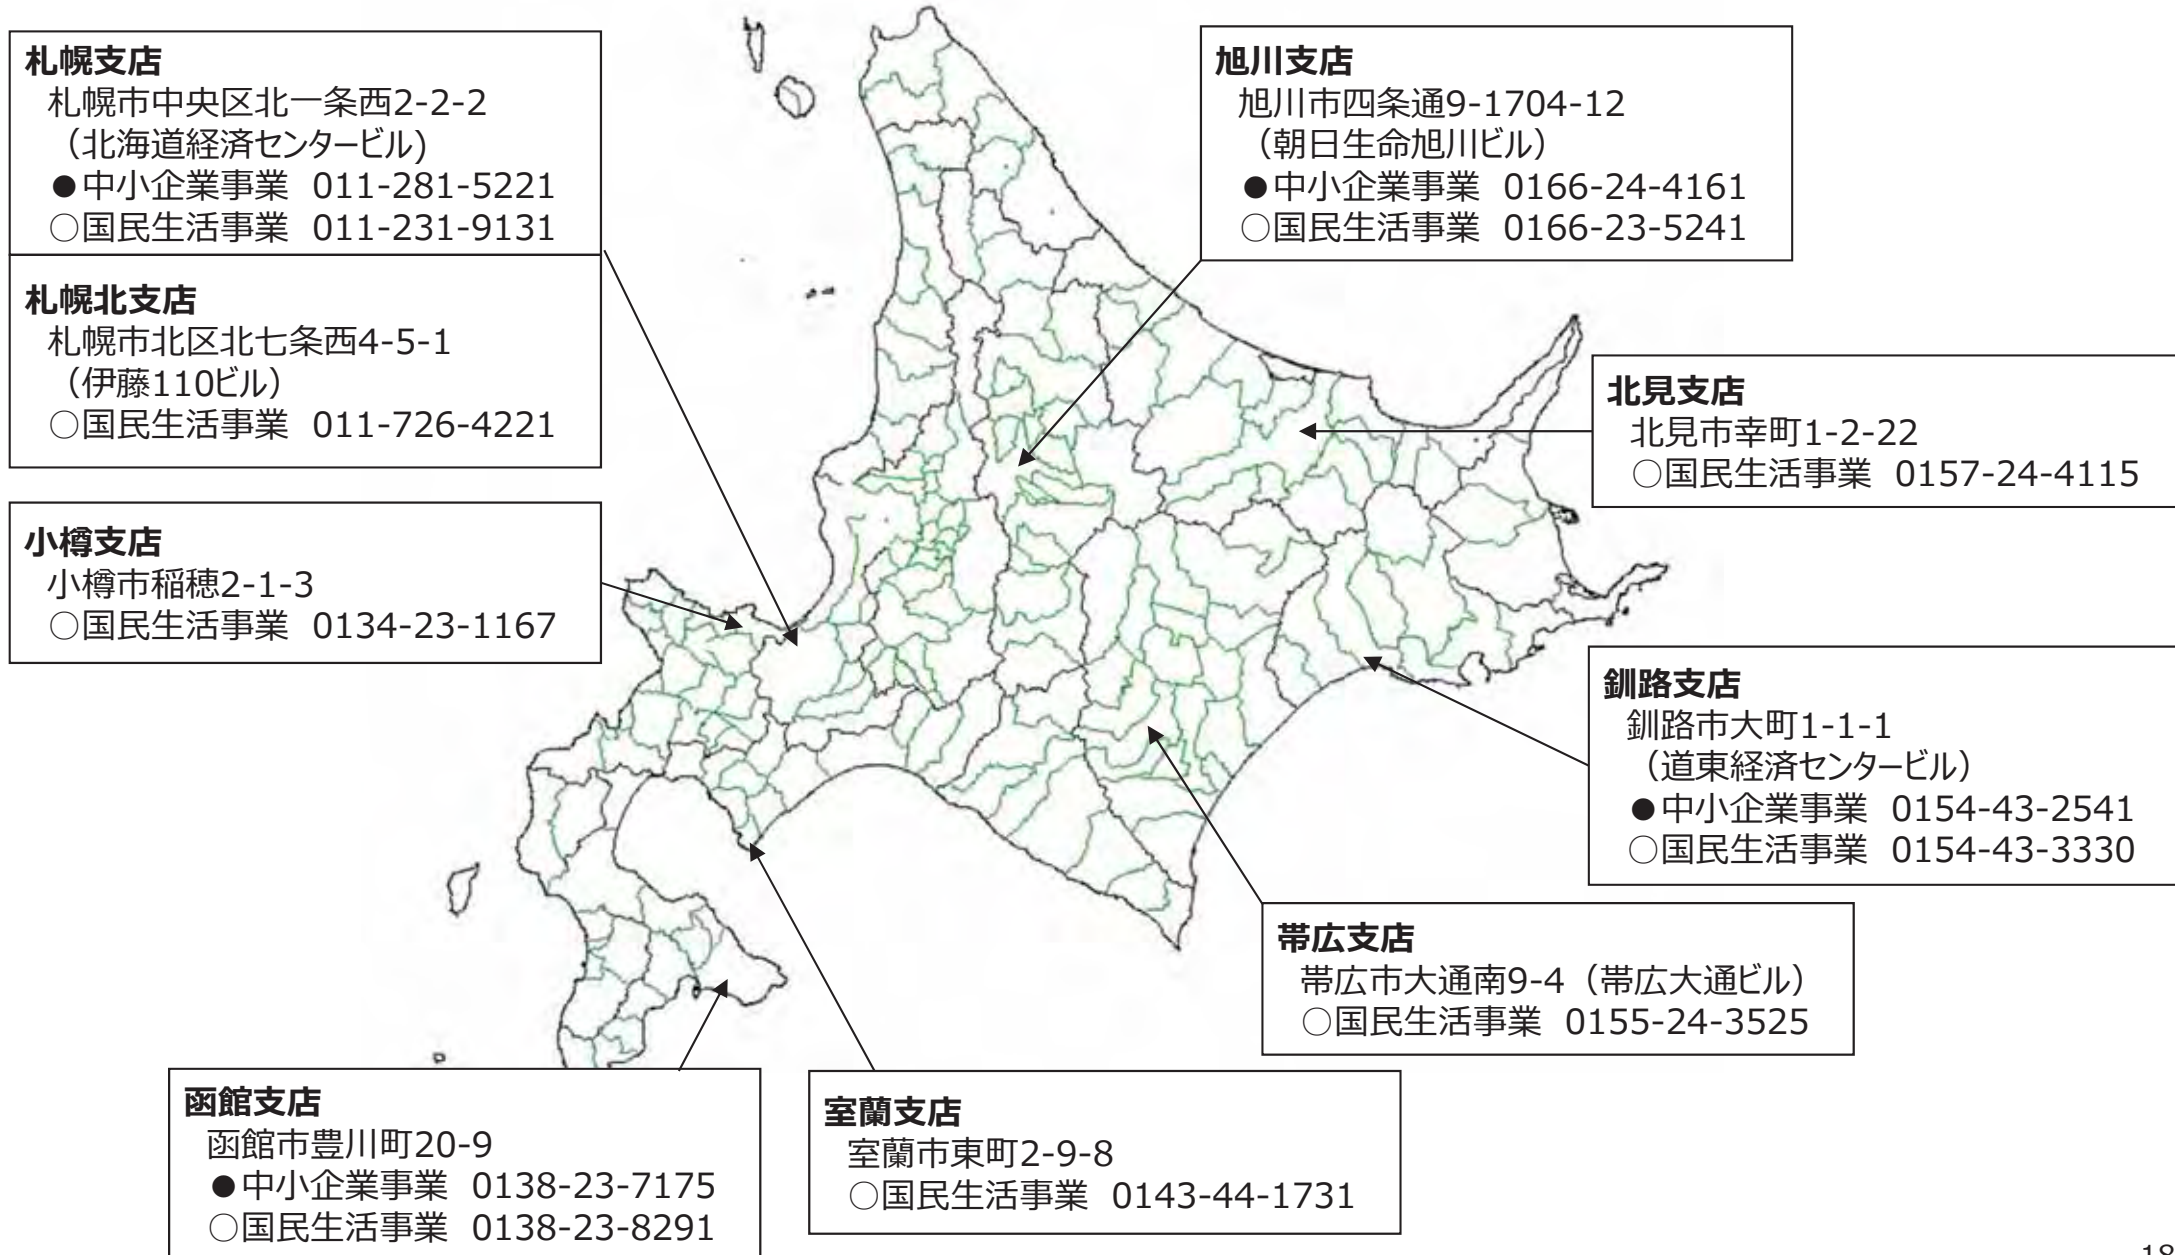 札幌支店
札幌市中央区北一条西2-2-2
（北海道経済センタービル）
●中小企業事業 011-281-5221
○国民生活事業 011-231-9131
札幌北支店
札幌市北区北七条西4-5-1
（伊藤110ビル）
○国民生活事業 011-726-4221
小樽支店
小樽市稲穂2-1-3
○国民生活事業 0134-23-1167
旭川支店
旭川市四条通9-1704-12
（朝日生命旭川ビル）
●中小企業事業 0166-24-4161
○国民生活事業 0166-23-5241
北見支店
北見市幸町1-2-22
○国民生活事業 0157-24-4115
釧路支店
釧路市大町1-1-1
（道東経済センタービル）
●中小企業事業 0154-43-2541
○国民生活事業 0154-43-3330
帯広支店
帯広市大通南9-4（帯広大通ビル）
○国民生活事業 0155-24-3525
函館支店
函館市豊川町20-9
●中小企業事業 0138-23-7175
○国民生活事業 0138-23-8291
室蘭支店
室蘭市東町2-9-8
○国民生活事業 0143-44-1731
18